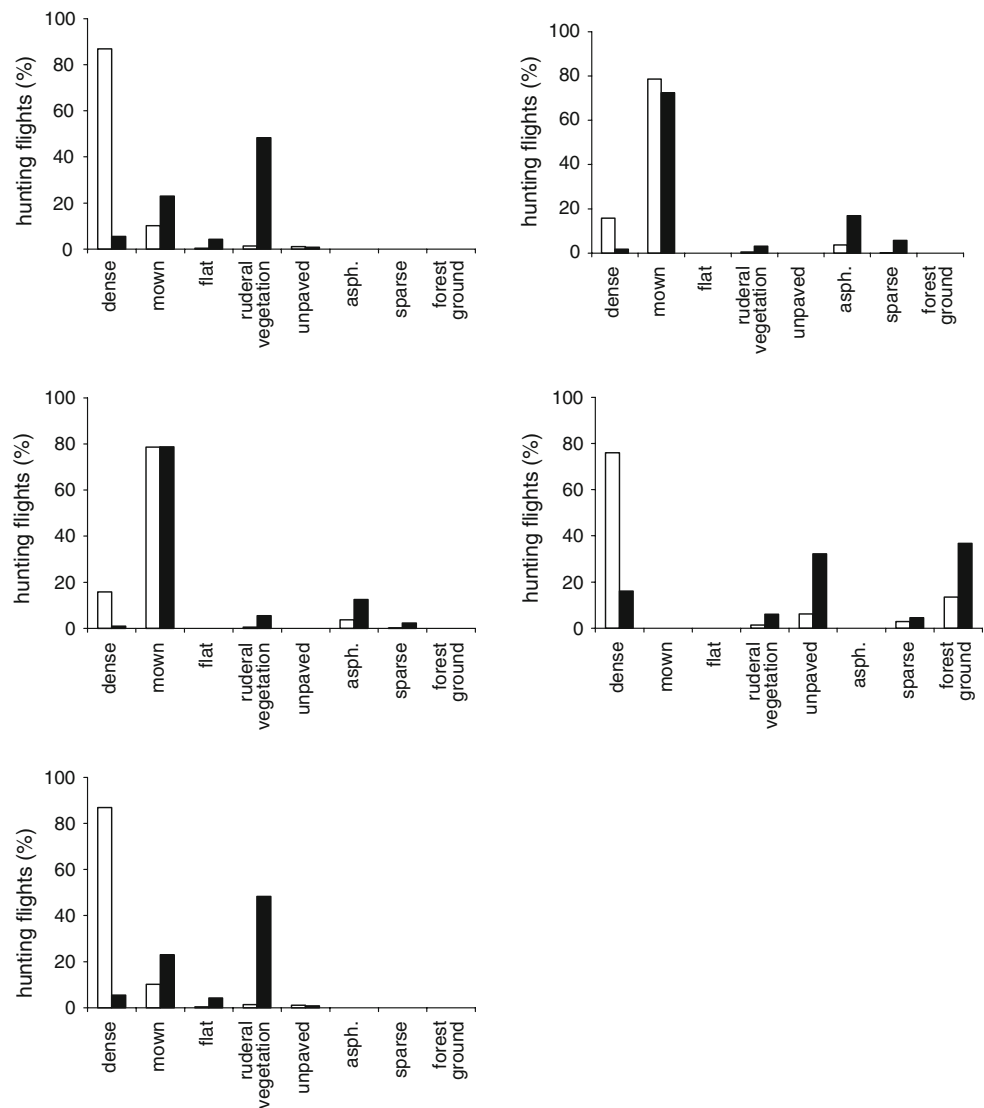 hunting flights (%)
100
80
60
40
20
0
dense
mown
flat
ruderal
vegetation
unpaved
asph.
sparse
forest
ground
hunting flights (%)
100
80
60
40
20
0
dense
mown
flat
ruderal
vegetation
unpaved
asph.
sparse
forest
ground
hunting flights (%)
100
80
60
40
20
0
dense
mown
flat
ruderal
vegetation
unpaved
asph.
sparse
forest
ground
hunting flights (%)
100
80
60
40
20
0
dense
mown
flat
ruderal
vegetation
unpaved
asph.
sparse
forest
ground
hunting flights (%)
100
80
60
40
20
0
dense
mown
flat
ruderal
vegetation
unpaved
asph.
sparse
forest
ground